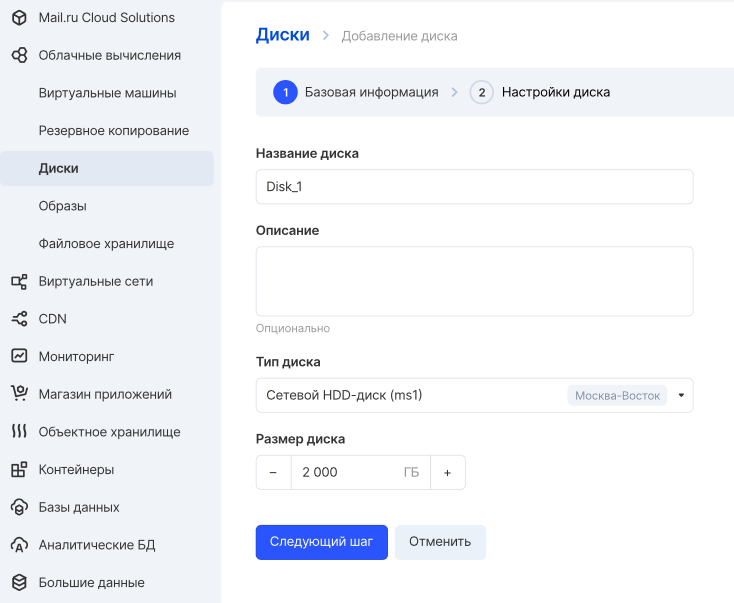 Mail.ru Cloud Solutions
Облачные вычисления
Виртуальные машины
Резервное копирование
Диски
Образы
Файловое хранилище
Виртуальные сети
CDN
Мониторинг
Магазин приложений
Объектное хранилище
Контейнеры
Базы данных
Аналитические БД
Большие данные
Диски > Добавление диска
1 Базовая информация > 2 Настройки диска
Название диска
Disk_1
Описание
Опционально
Тип диска
Сетевой HDD-диск (ms1) Москва-Восток
Размер диска
− 2 000 ГБ +
Следующий шаг Отменить